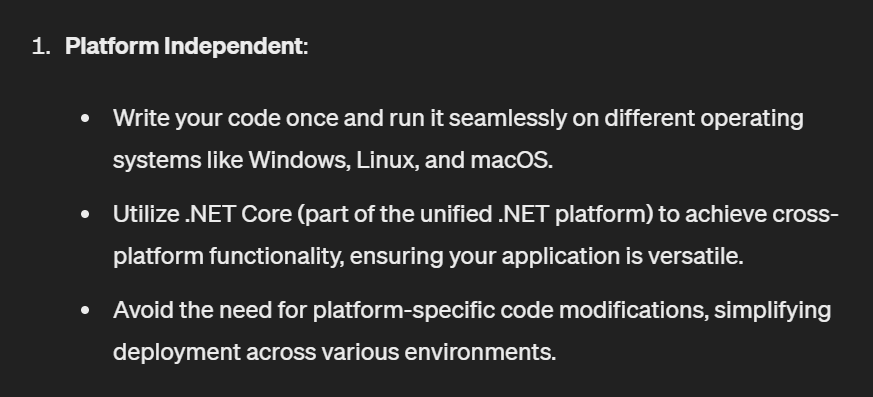 1. Platform Independent:
• Write your code once and run it seamlessly on different operating
systems like Windows, Linux, and macOS.
• Utilize .NET Core (part of the unified .NET platform) to achieve cross-
platform functionality, ensuring your application is versatile.
• Avoid the need for platform-specific code modifications, simplifying
deployment across various environments.